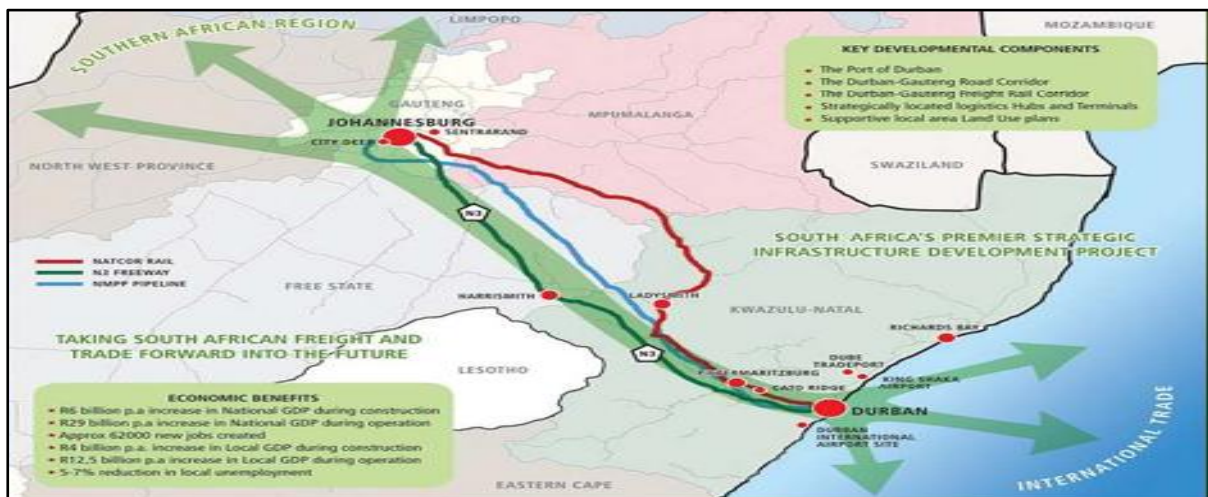 LIMPOPO
MOZAMBIQUE
SOUTHERN AFRICAN REGION
KEY DEVELOPMENTAL COMPONENTS
• The Port of Durban
• The Durban-Gauteng Road Corridor
• The Durban-Gauteng Freight Rail Corridor
• Strategically located logistics Hubs and Terminals
• Supportive local area Land Use plans
GAUTENG
JOHANNESBURG
SENTRARAND
CITY DEEP
MPUMALANGA
NORTH WEST PROVINCE
SWAZILAND
N3
SOUTH AFRICA'S PREMIER STRATEGIC
INFRASTRUCTURE DEVELOPMENT PROJECT
NATCOR RAIL
N3 FREEWAY
NMPP PIPELINE
FREE STATE
HARRISMITH
LADYSMITH
KWAZULU-NATAL
RICHARDS BAY
TAKING SOUTH AFRICAN FREIGHT AND
TRADE FORWARD INTO THE FUTURE
N3
LESOTHO
DUBE
TRADEPORT
PIETERMARITZBURG
KING SHAKA
AIRPORT
CATO RIDGE
DURBAN
DURBAN
INTERNATIONAL
AIRPORT SITE
ECONOMIC BENEFITS
• R6 billion p.a increase in National GDP during construction
• R29 billion p.a increase in National GDP during operation
• Approx 62000 new jobs created
• R4 billion p.a. increase in Local GDP during construction
• R12,5 billion p.a increase in Local GDP during operation
• 5-7% reduction in local unemployment
EASTERN CAPE
INTERNATIONAL TRADE